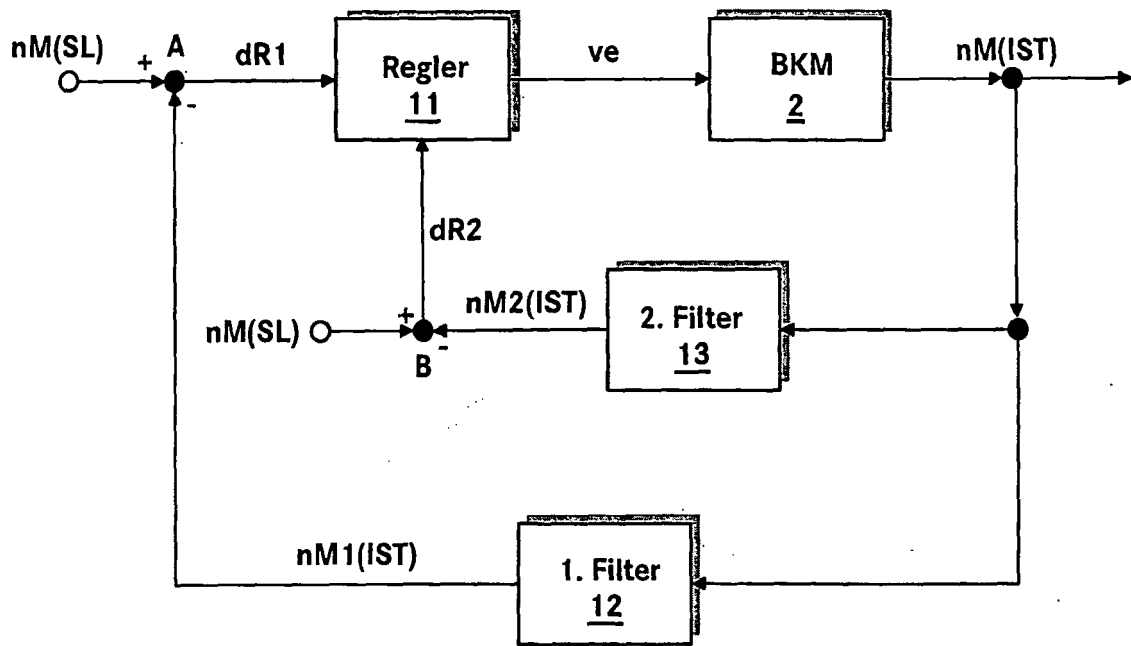 nM(SL)
+
A
-
dR1
Regler
11
ve
BKM
2
nM(IST)
dR2
nM(SL)
+
B
-
nM2(IST)
2. Filter
13
nM1(IST)
1. Filter
12